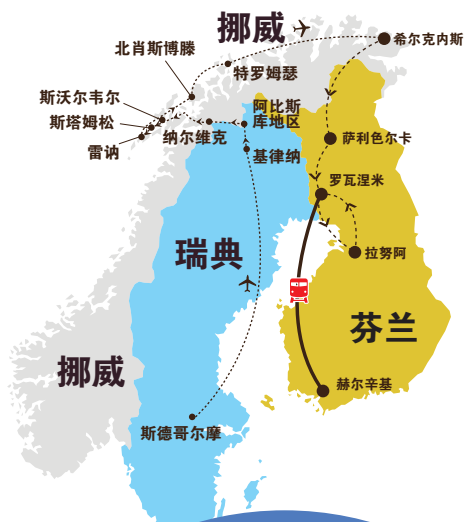 挪威
北肖斯博滕
希尔克内斯
特罗姆瑟
斯沃尔韦尔
阿比斯
库地区
斯塔姆松
纳尔维克
萨利色尔卡
雷讷
基律纳
罗瓦涅米
瑞典
拉努阿
芬兰
挪威
赫尔辛基
斯德哥尔摩